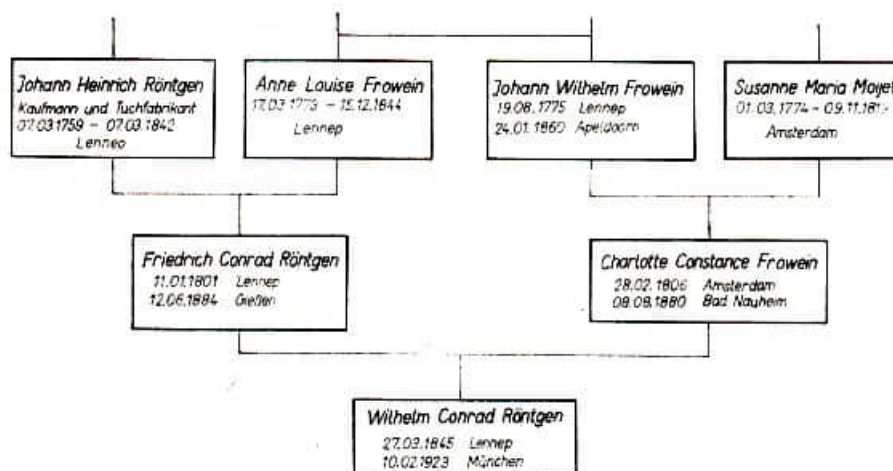 Johann Heinrich Röntgen
Kaufmann und Tuchfabrikant
07.03.1759 – 07.03.1842
Lennep
Anne Louise Frowein
17.03.1773 – 15.12.1844
Lennep
Johann Wilhelm Frowein
19.08.1775 Lennep
24.01.1860 Apeldoorn
Susanne Maria
01.03.1774 –
Amsterdam
Friedrich Conrad Röntgen
11.01.1801 Lennep
12.06.1884 Gießen
Charlotte Constance Frowein
28.02.1806 Amsterdam
08.08.1880 Bad Nauheim
Wilhelm Conrad Röntgen
27.03.1845 Lennep
10.02.1923 München